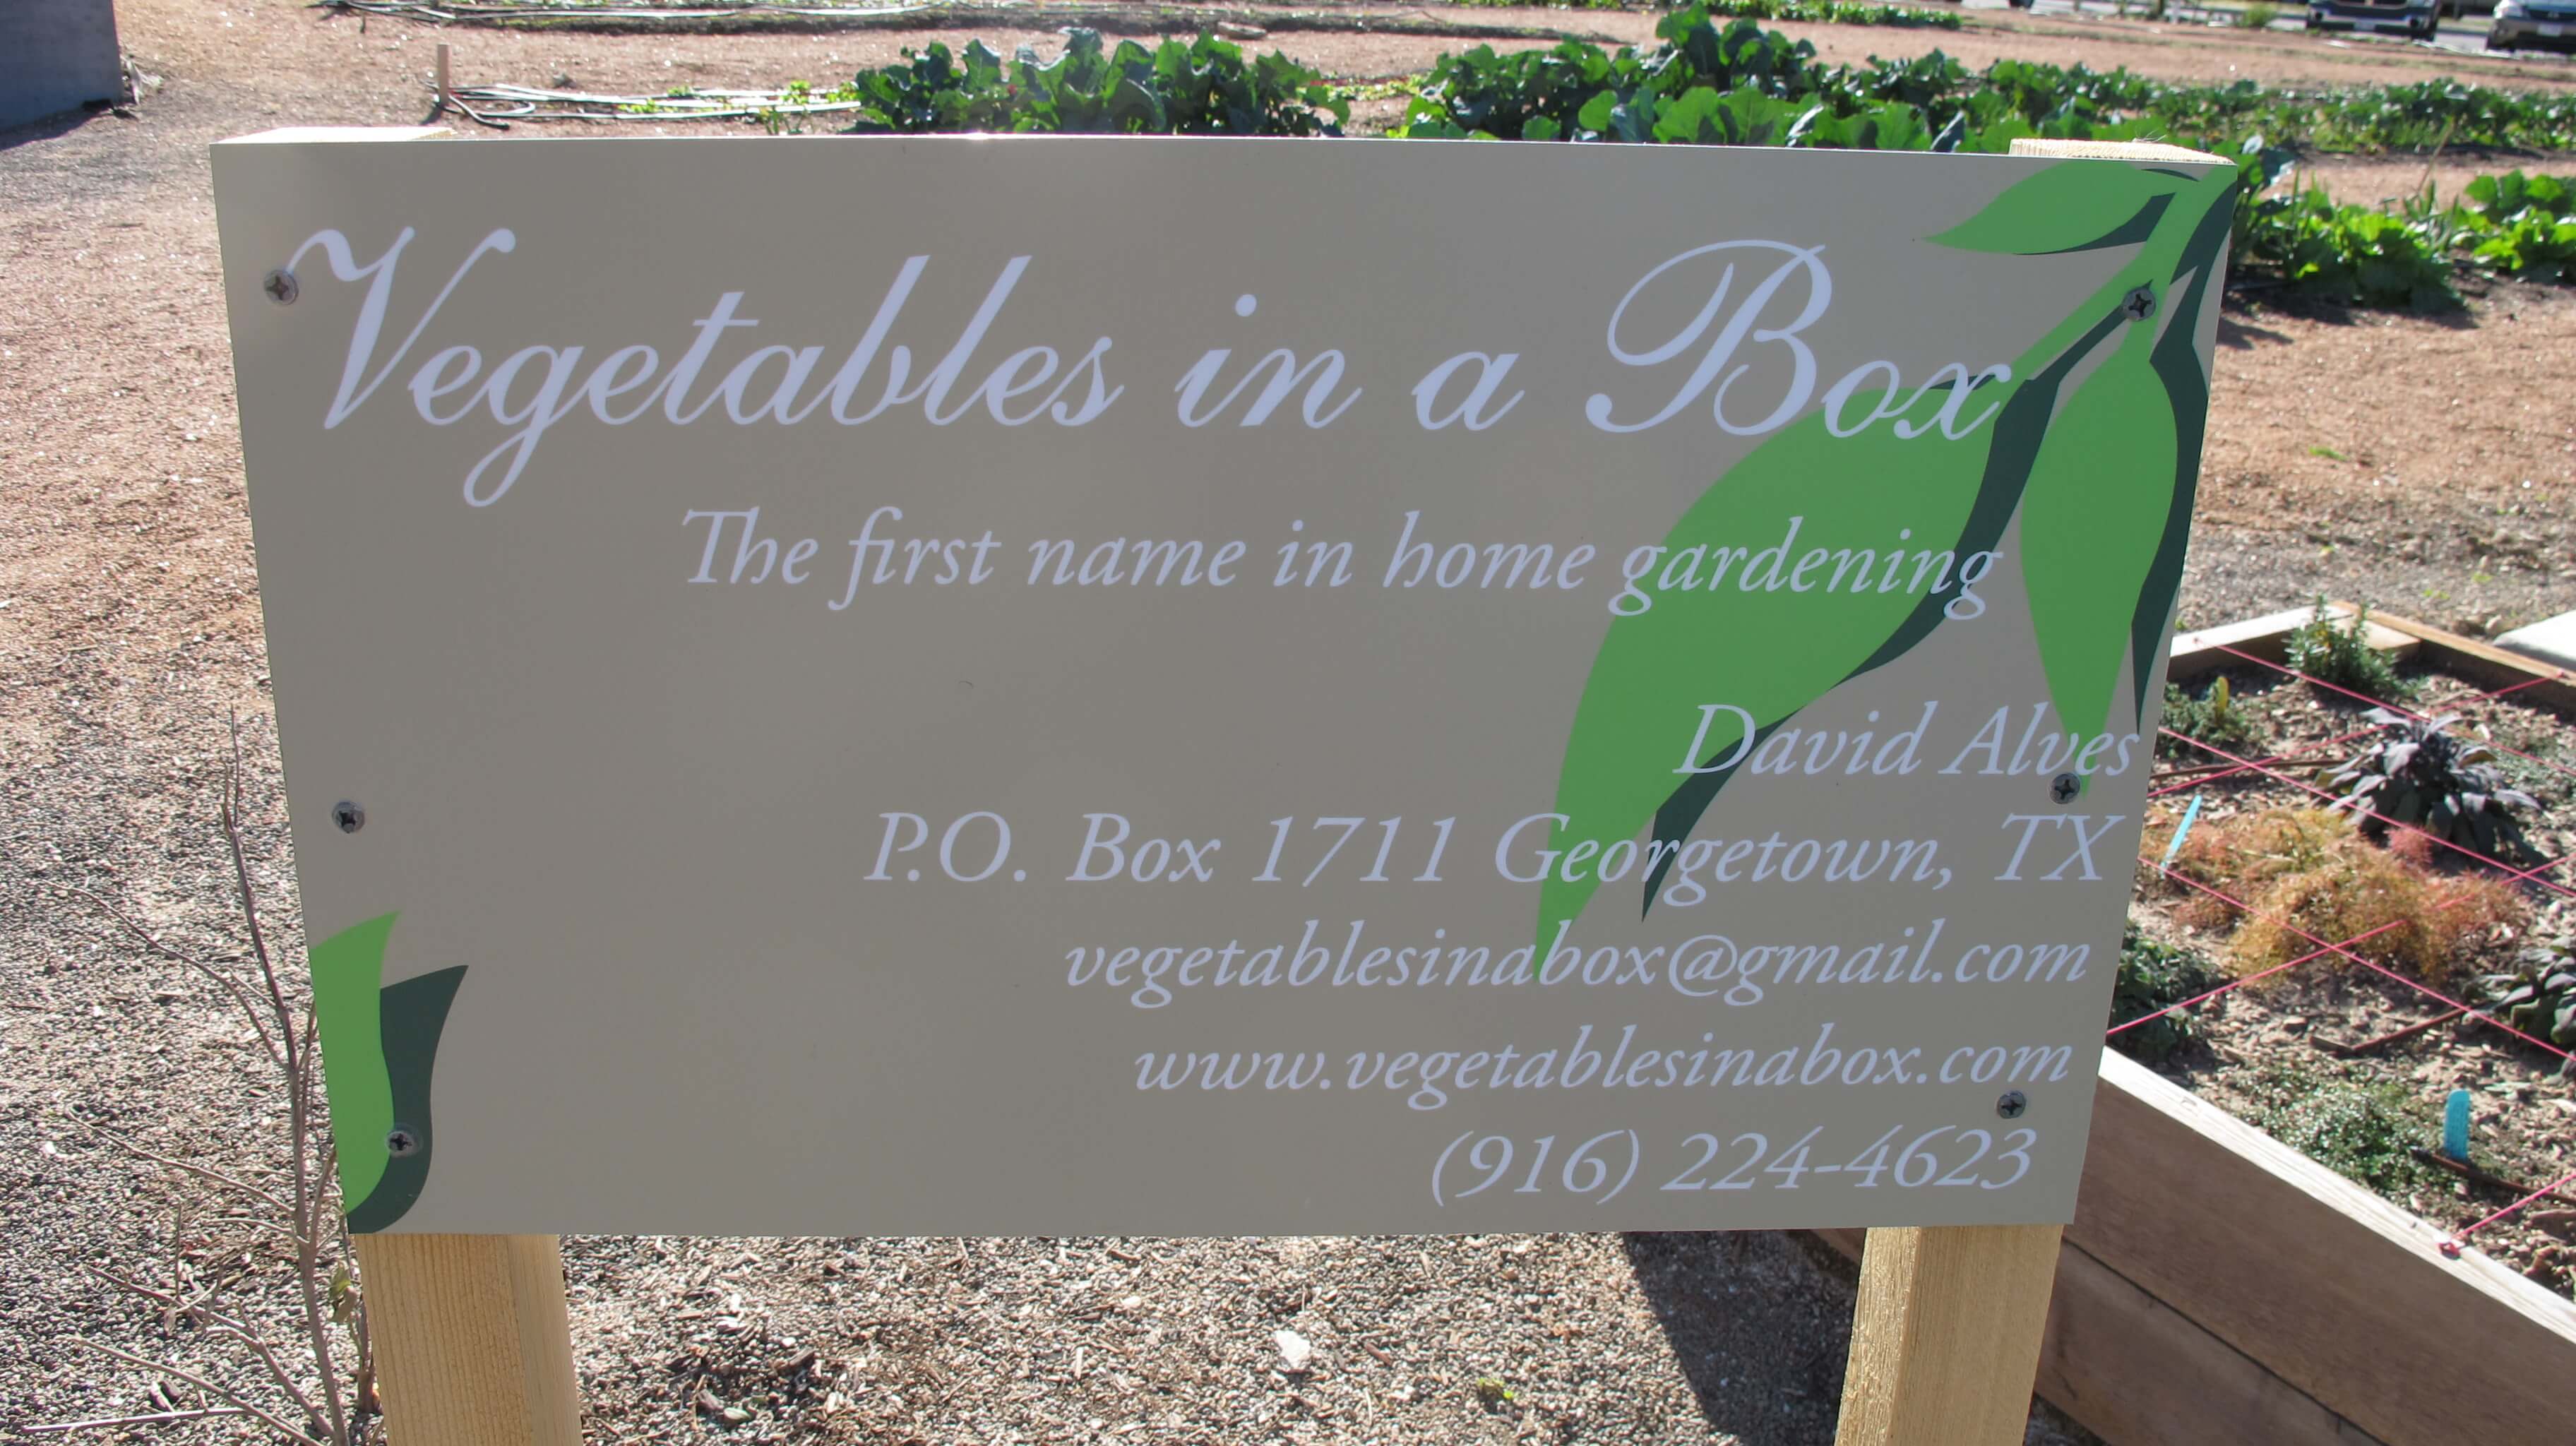 Vegetables in a Box
The first name in home gardening
David Alves
P.O. Box 1711 Georgetown, TX
vegetablesinabox@gmail.com
www.vegetablesinabox.com
(916) 224-4623